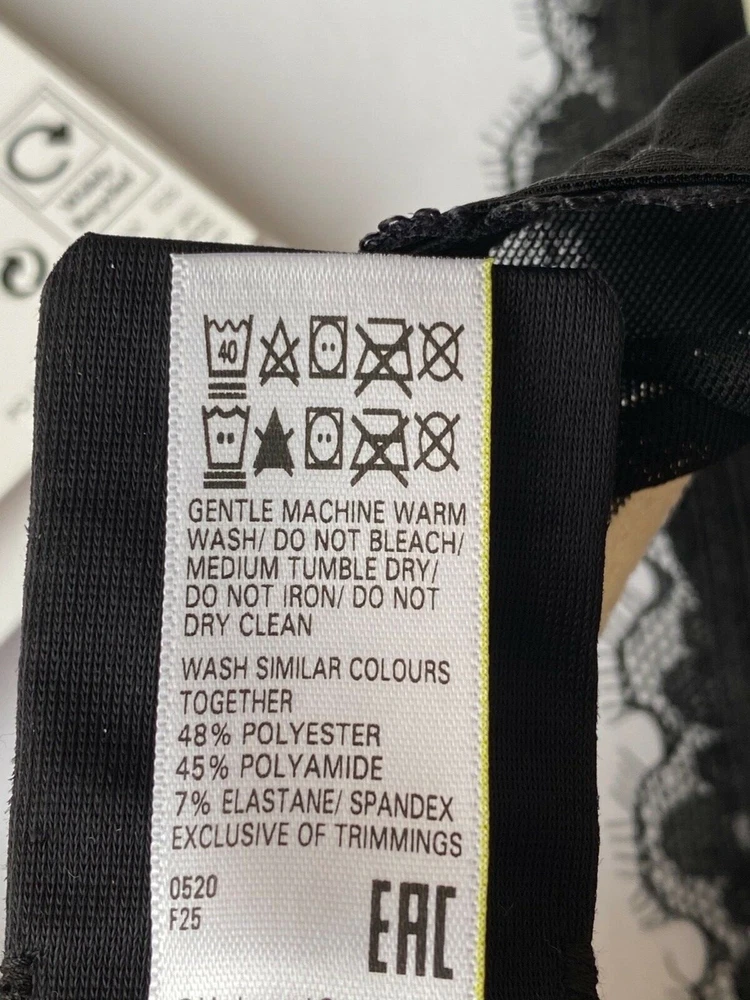 40
GENTLE MACHINE WARM
WASH/ DO NOT BLEACH/
MEDIUM TUMBLE DRY/
DO NOT IRON/ DO NOT
DRY CLEAN
WASH SIMILAR COLOURS
TOGETHER
48% POLYESTER
45% POLYAMIDE
7% ELASTANE/ SPANDEX
EXCLUSIVE OF TRIMMINGS
0520
F25
EAC